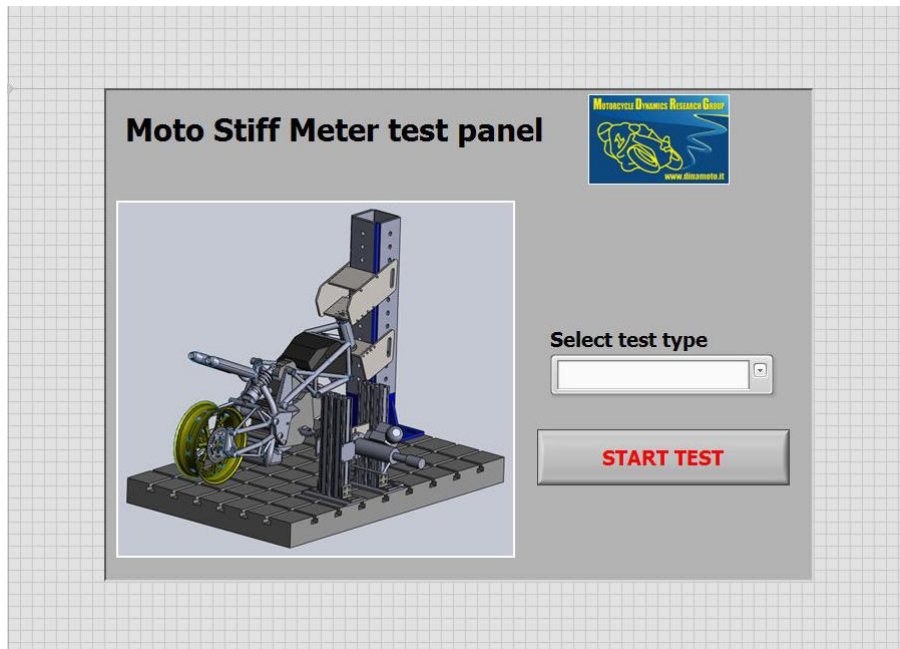 Moto Stiff Meter test panel
MOTORCYCLE DYNAMICS RESEARCH GROUP
www.dinamoto.it
Select test type
START TEST